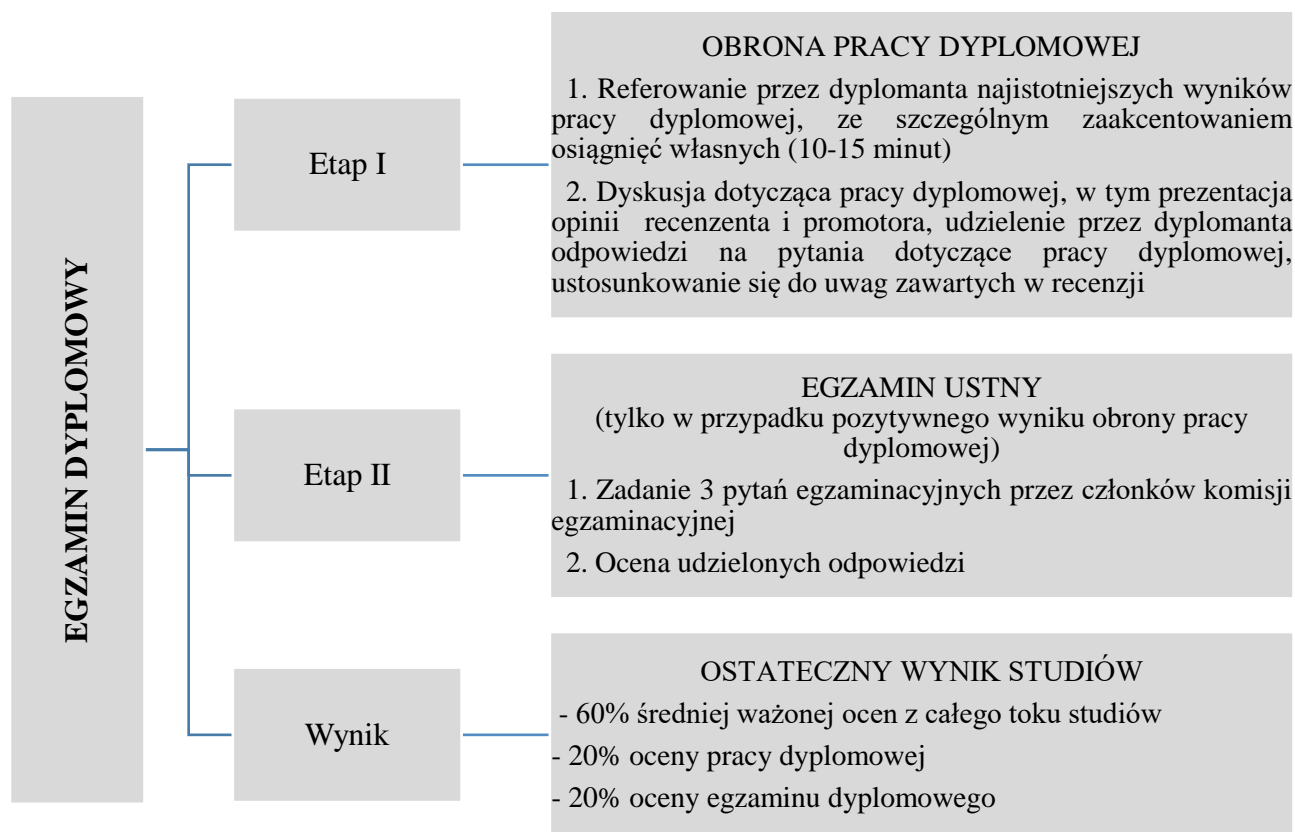 EGZAMIN DYPLOMOWY
Etap I
OBRONA PRACY DYPLOMOWEJ
1. Referowanie przez dyplomanta najistotniejszych wyników
pracy dyplomowej, ze szczególnym zaakcentowaniem
osiągnięć własnych (10-15 minut)
2. Dyskusja dotycząca pracy dyplomowej, w tym prezentacja
opinii recenzenta i promotora, udzielenie przez dyplomanta
odpowiedzi na pytania dotyczące pracy dyplomowej,
ustosunkowanie się do uwag zawartych w recenzji
Etap II
EGZAMIN USTNY
(tylko w przypadku pozytywnego wyniku obrony pracy
dyplomowej)
1. Zadanie 3 pytań egzaminacyjnych przez członków komisji
egzaminacyjnej
2. Ocena udzielonych odpowiedzi
Wynik
OSTATECZNY WYNIK STUDIÓW
- 60% średniej ważonej ocen z całego toku studiów
- 20% oceny pracy dyplomowej
- 20% oceny egzaminu dyplomowego